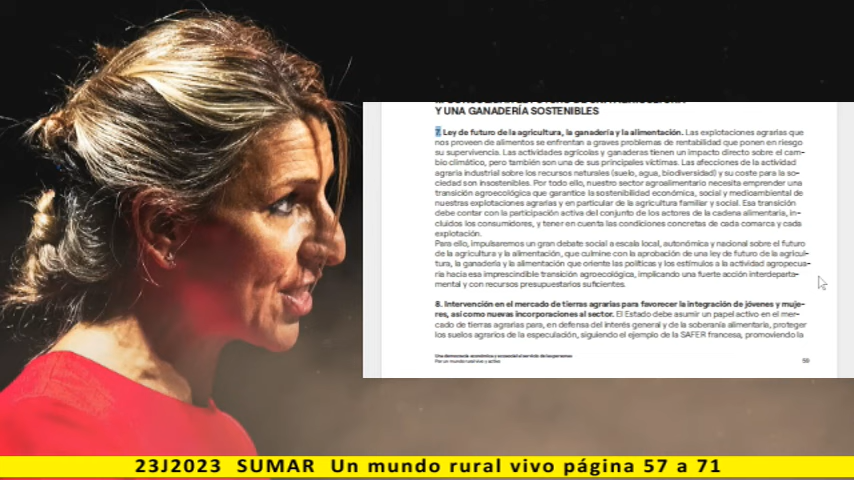 Y UNA GANADERÍA SOSTENIBLES
7. Ley de futuro de la agricultura, la ganadería y la alimentación. Las explotaciones agrarias que
nos proveen de alimentos se enfrentan a graves problemas de rentabilidad que ponen en riesgo
su supervivencia. Las actividades agrícolas y ganaderas tienen un impacto directo sobre el cam-
bio climático, pero también son una de sus principales víctimas. Las afecciones de la actividad
agraria industrial sobre los recursos naturales (suelo, agua, biodiversidad) y su coste para la so-
ciedad son insostenibles. Por todo ello, nuestro sector agroalimentario necesita emprender una
transición agroecológica que garantice la sostenibilidad económica, social y medioambiental de
nuestras explotaciones agrarias y en particular de la agricultura familiar y social. Esa transición
debe contar con la participación activa del conjunto de los actores de la cadena alimentaria, in-
cluidos los consumidores, y tener en cuenta las condiciones concretas de cada comarca y cada
explotación.
Para ello, impulsaremos un gran debate social a escala local, autonómica y nacional sobre el futuro
de la agricultura y la alimentación, que culmine con la aprobación de una ley de futuro de la agricul-
tura, la ganadería y la alimentación que oriente las políticas y los estímulos a la actividad agropecua-
ria hacia esa imprescindible transición agroecológica, implicando una fuerte acción interdeparta-
mental y con recursos presupuestarios suficientes.
8. Intervención en el mercado de tierras agrarias para favorecer la integración de jóvenes y muje-
res, así como nuevas incorporaciones al sector. El Estado debe asumir un papel activo en el mer-
cado de tierras agrarias para, en defensa del interés general y de la soberanía alimentaria, proteger
los suelos agrarios de la especulación, siguiendo el ejemplo de la SAFER francesa, promoviendo la
Por un mundo rural vivo y activo
59
23J2023 SUMAR Un mundo rural vivo página 57 a 71